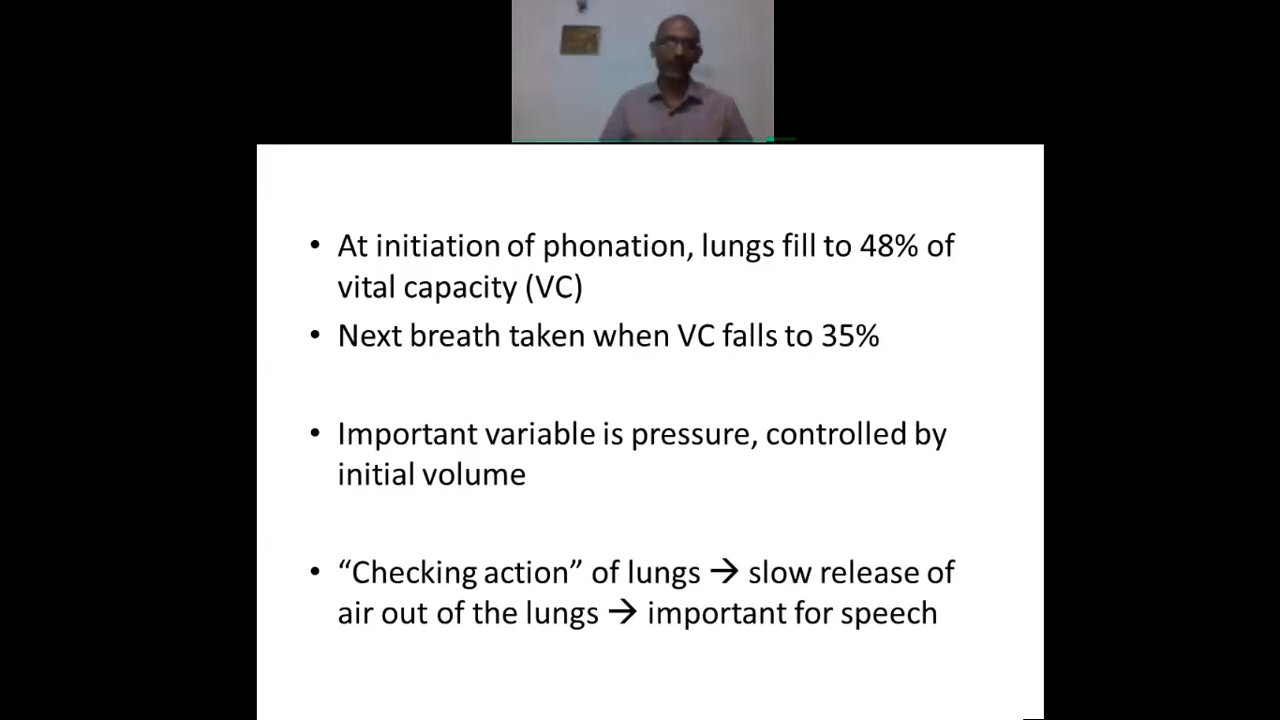 • At initiation of phonation, lungs fill to 48% of
vital capacity (VC)
• Next breath taken when VC falls to 35%
• Important variable is pressure, controlled by
initial volume
• “Checking action” of lungs → slow release of
air out of the lungs → important for speech